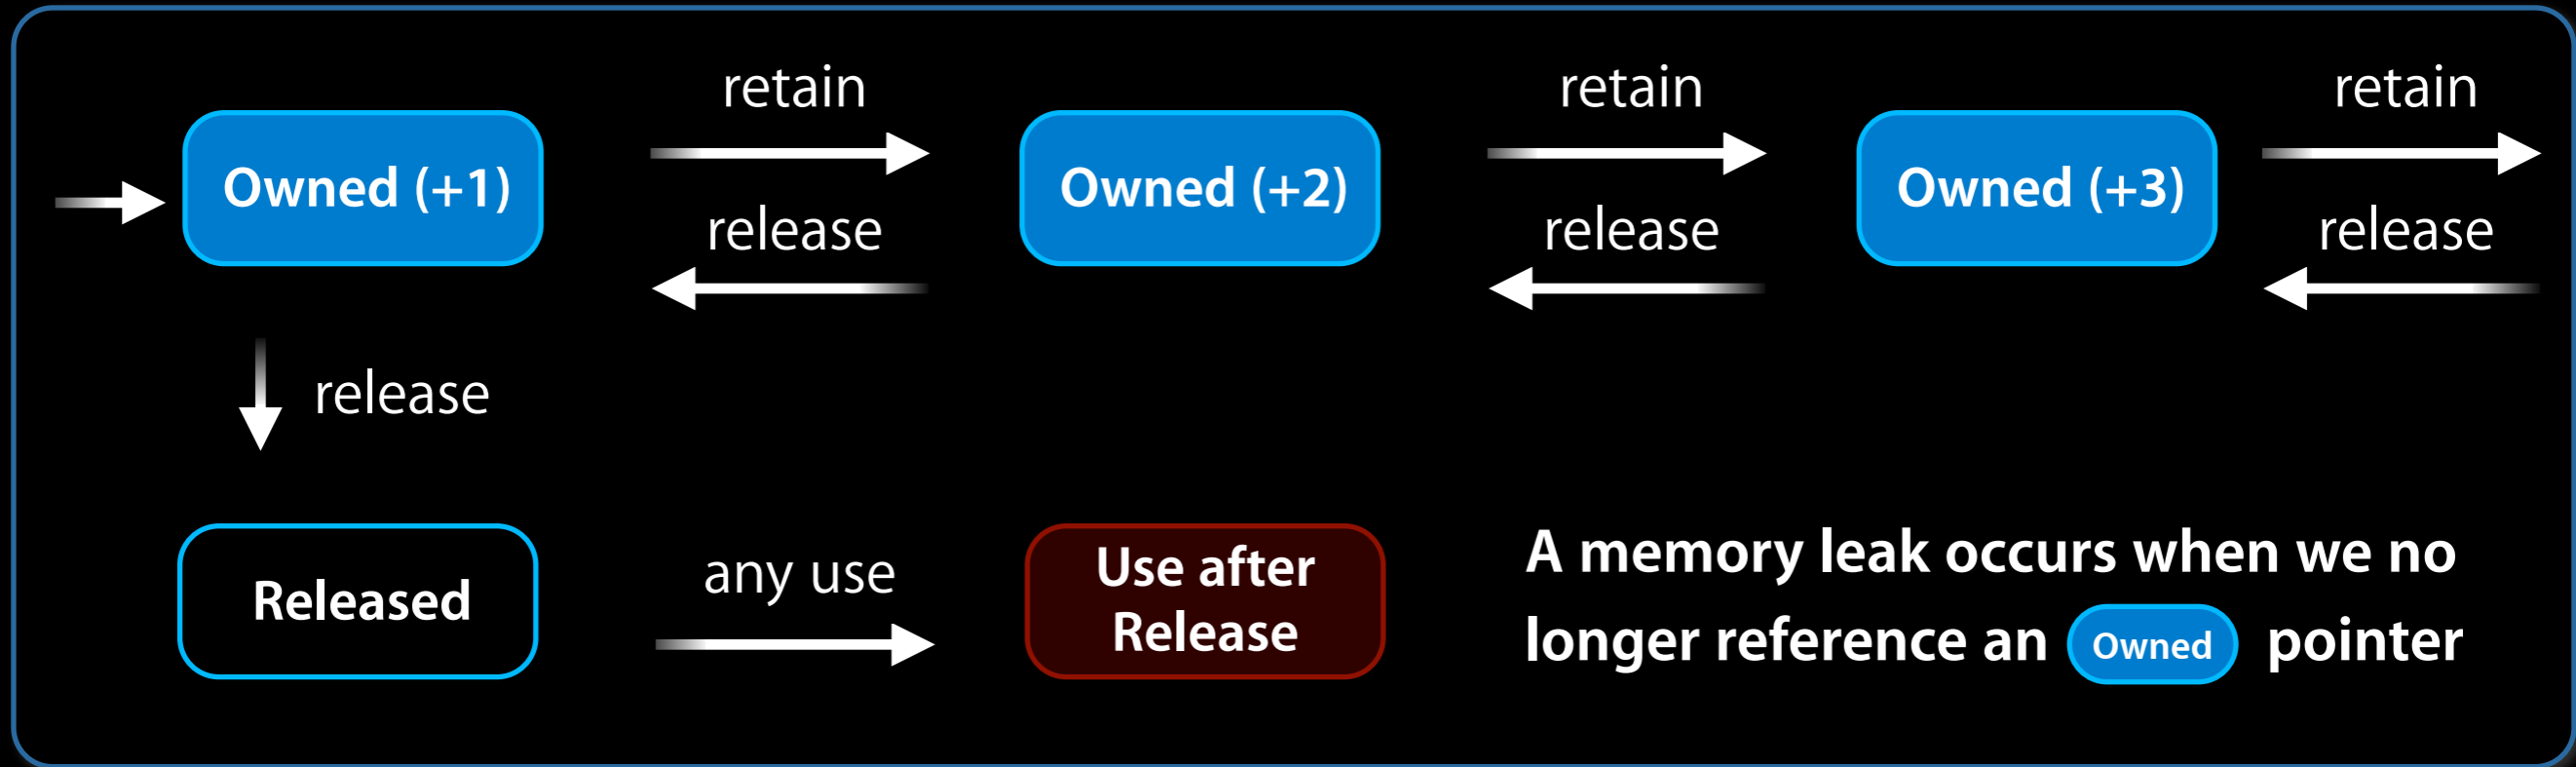 retain
retain
retain
Owned (+1)
Owned (+2)
Owned (+3)
release
release
release
release
Released
any use
Use after
Release
A memory leak occurs when we no
longer reference an Owned pointer